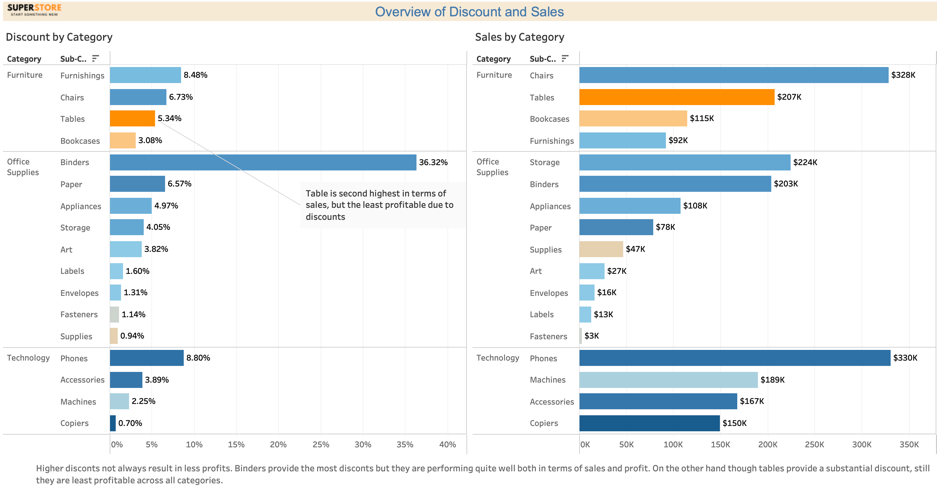 SUPERSTORE
START SOMETHING NEW
Overview of Discount and Sales
Discount by Category
Category Sub-C..
Furniture Furnishings 8.48%
Chairs 6.73%
Tables 5.34%
Bookcases 3.08%
Office Supplies Binders 36.32%
Paper 6.57%
Appliances 4.97%
Storage 4.05%
Art 3.82%
Labels 1.60%
Envelopes 1.31%
Fasteners 1.14%
Supplies 0.94%
Technology Phones 8.80%
Accessories 3.89%
Machines 2.25%
Copiers 0.70%
0% 5% 10% 15% 20% 25% 30% 35% 40%
Table is second highest in terms of
sales, but the least profitable due to
discounts
Sales by Category
Category Sub-C..
Furniture Chairs $328K
Tables $207K
Bookcases $115K
Furnishings $92K
Office Supplies Storage $224K
Binders $203K
Appliances $108K
Paper $78K
Supplies $47K
Art $27K
Envelopes $16K
Labels $13K
Fasteners $3K
Technology Phones $330K
Machines $189K
Accessories $167K
Copiers $150K
0K 50K 100K 150K 200K 250K 300K 350K
Higher disconts not always result in less profits. Binders provide the most disconts but they are performing quite well both in terms of sales and profit. On the other hand though tables provide a substantial discount, still
they are least profitable across all categories.